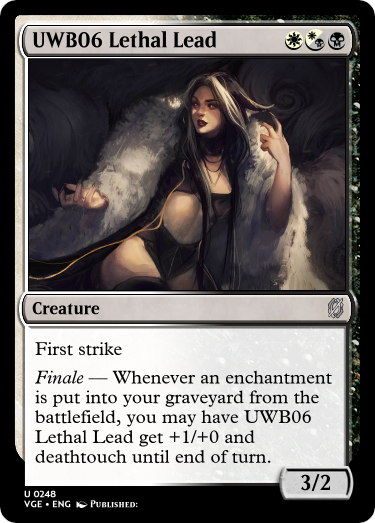 UWB06 Lethal Lead
Creature
First strike
Finale — Whenever an enchantment
is put into your graveyard from the
battlefield, you may have UWB06
Lethal Lead get +1/+0 and
deathtouch until end of turn.
3/2
U 0248
VGE • ENG Published: